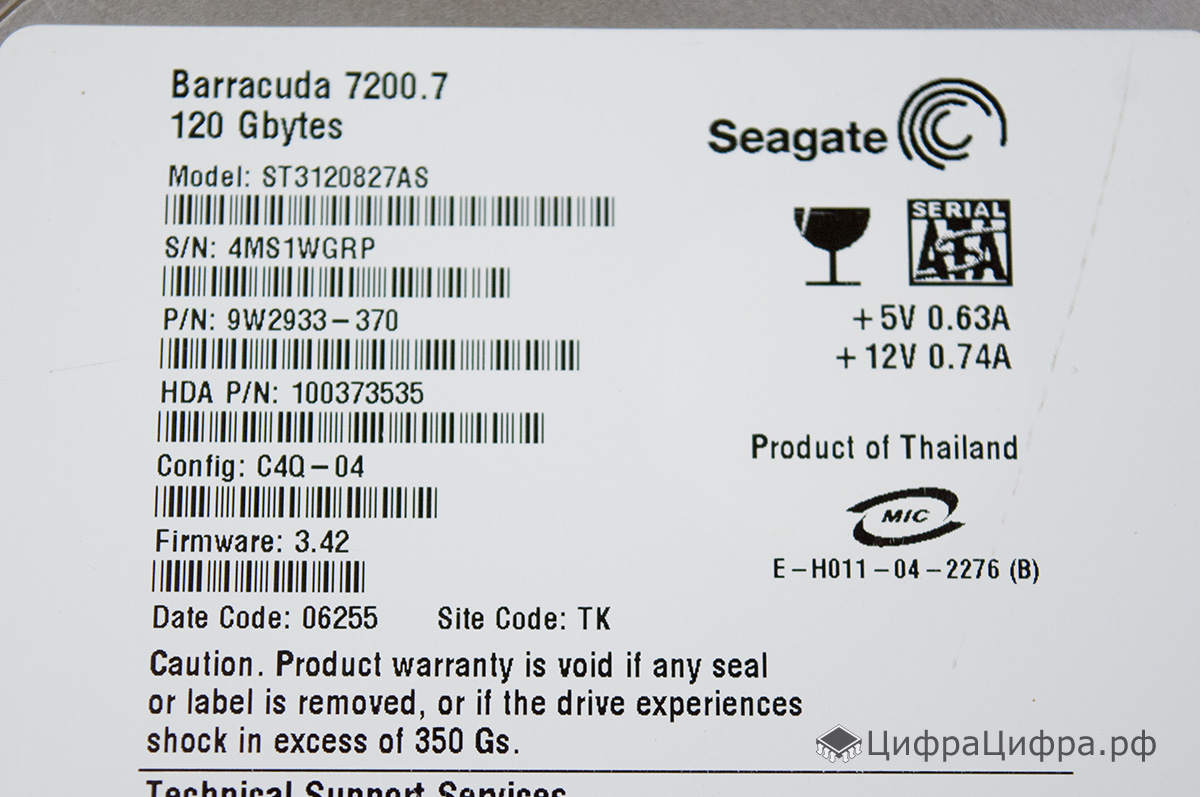 Barracuda 7200.7
120 Gbytes
Model: ST3120827AS
S/N: 4MS1WGRP
P/N: 9W2933-370
HDA P/N: 100373535
Config: C4Q-04
Firmware: 3.42
Date Code: 06255 Site Code: TK
Seagate
SERIAL
ATA
+5V 0.63A
+12V 0.74A
Product of Thailand
MIC
E-H011-04-2276 (B)
Caution. Product warranty is void if any seal
or label is removed, or if the drive experiences
shock in excess of 350 Gs.
Technical Support Services
ЦифраЦифра.рф